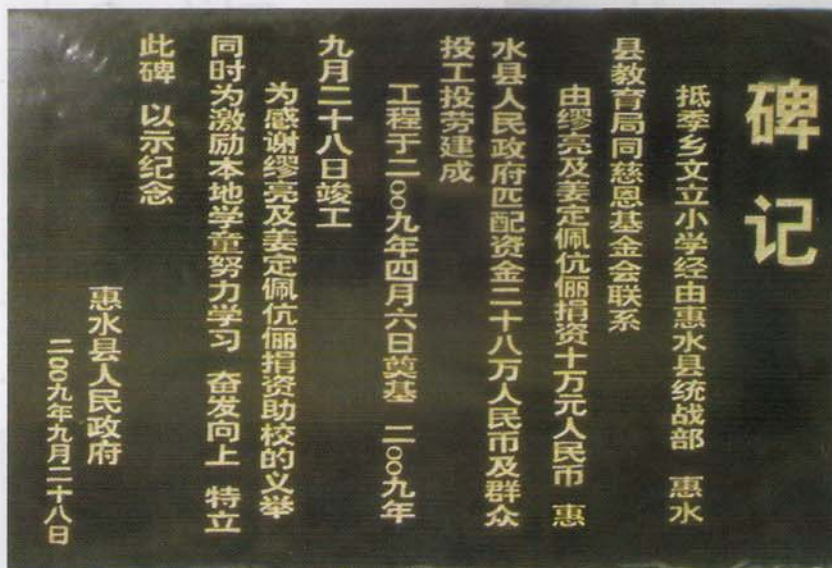 碑记
抵季乡文立小学经由惠水县统战部 惠水
县教育局同慈恩基金会联系
由缪亮及姜定佩伉俪捐资十万元人民币 惠
水县人民政府匹配资金二十八万人民币及群众
投工投劳建成
工程于二〇〇九年四月六日奠基 二〇〇九年
九月二十八日竣工
为感谢缪亮及姜定佩伉俪捐资助校的义举
同时为激励本地学童努力学习 奋发向上 特立
此碑 以示纪念
惠水县人民政府
二〇〇九年九月二十八日